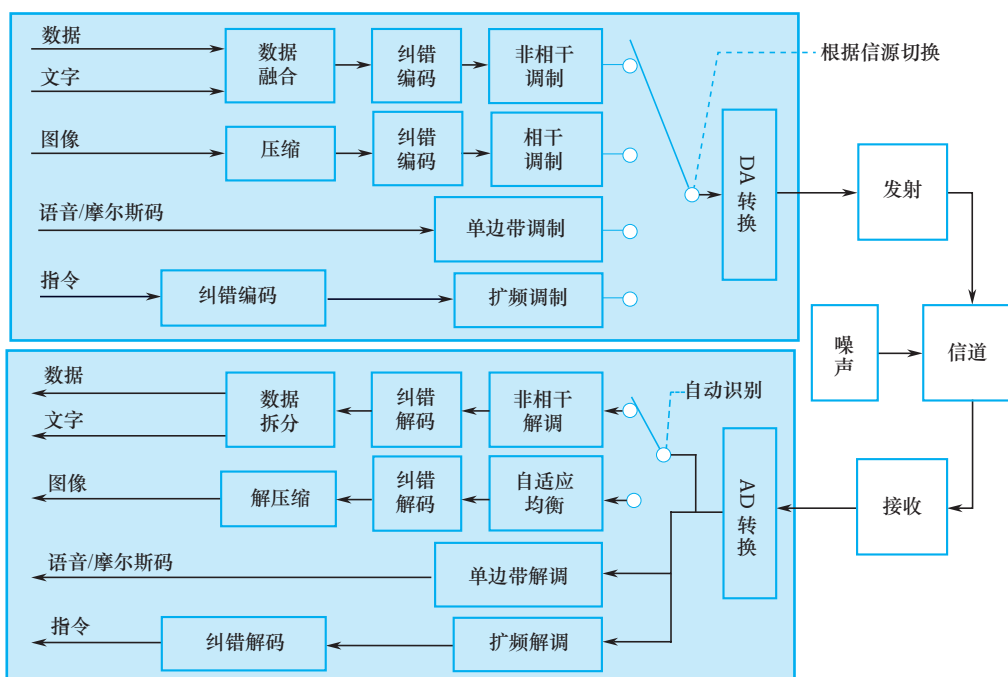 数据
文字
数据
融合
纠错
编码
非相干
调制
根据信源切换
图像
压缩
纠错
编码
相干
调制
DA转换
发射
语音/摩尔斯码
单边带调制
指令
纠错编码
扩频调制
噪声
信道
数据
文字
数据
拆分
纠错
解码
非相干
解调
自动识别
图像
解压缩
纠错
解码
自适应
均衡
AD转换
接收
语音/摩尔斯码
单边带解调
指令
纠错解码
扩频解调